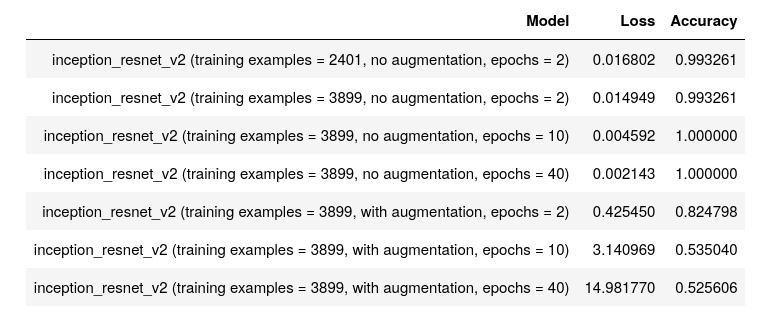 Model Loss Accuracy
inception_resnet_v2 (training examples = 2401, no augmentation, epochs = 2) 0.016802 0.993261
inception_resnet_v2 (training examples = 3899, no augmentation, epochs = 2) 0.014949 0.993261
inception_resnet_v2 (training examples = 3899, no augmentation, epochs = 10) 0.004592 1.000000
inception_resnet_v2 (training examples = 3899, no augmentation, epochs = 40) 0.002143 1.000000
inception_resnet_v2 (training examples = 3899, with augmentation, epochs = 2) 0.425450 0.824798
inception_resnet_v2 (training examples = 3899, with augmentation, epochs = 10) 3.140969 0.535040
inception_resnet_v2 (training examples = 3899, with augmentation, epochs = 40) 14.981770 0.525606